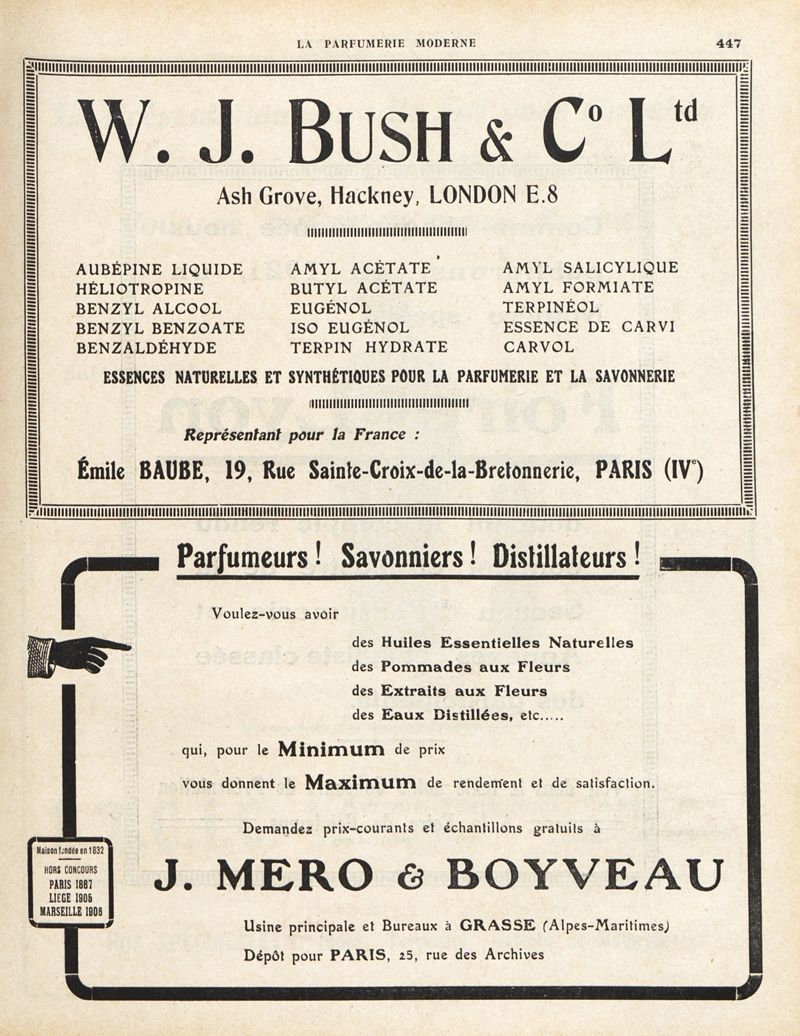 LA PARFUMERIE MODERNE 447
W. J. BUSH & Cº Ltd
Ash Grove, Hackney, LONDON E.8
AUBÉPINE LIQUIDE AMYL ACÉTATE AMYL SALICYLIQUE
HÉLIOTROPINE BUTYL ACÉTATE AMYL FORMIATE
BENZYL ALCOOL EUGÉNOL TERPINÉOL
BENZYL BENZOATE ISO EUGÉNOL ESSENCE DE CARVI
BENZALDÉHYDE TERPIN HYDRATE CARVOL
ESSENCES NATURELLES ET SYNTHÉTIQUES POUR LA PARFUMERIE ET LA SAVONNERIE
Représentant pour la France :
Émile BAUBE, 19, Rue Sainte-Croix-de-la-Bretonnerie, PARIS (IVe)
Parfumeurs ! Savonniers ! Distillateurs !
Voulez-vous avoir
des Huiles Essentielles Naturelles
des Pommades aux Fleurs
des Extraits aux Fleurs
des Eaux Distillées, etc.....
qui, pour le Minimum de prix
vous donnent le Maximum de rendement et de satisfaction.
Demandez prix-courants et échantillons gratuits à
J. MERO & BOYVEAU
Maison fondée en 1832
HORS CONCOURS
PARIS 1887
LIEGE 1905
MARSEILLE 1906
Usine principale et Bureaux à GRASSE (Alpes-Maritimes)
Dépôt pour PARIS, 25, rue des Archives